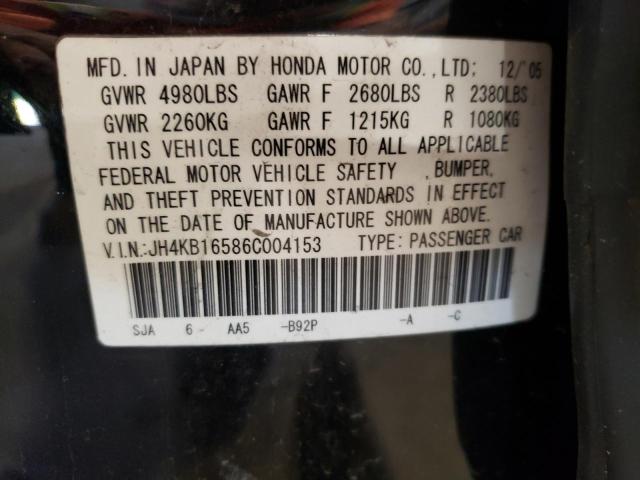 MFD. IN JAPAN BY HONDA MOTOR CO.,LTD: 12/'05
GVWR 4980LBS GAWR F 2680LBS R 2380LBS
GVWR 2260KG GAWR F 1215KG R 1080KG
THIS VEHICLE CONFORMS TO ALL APPLICABLE
FEDERAL MOTOR VEHICLE SAFETY ,BUMPER,
AND THEFT PREVENTION STANDARDS IN EFFECT
ON THE DATE OF MANUFACTURE SHOWN ABOVE.
V.I.N.:JH4KB16586C004153 TYPE: PASSENGER CAR
SJA 6 AA5 -B92P -A -C